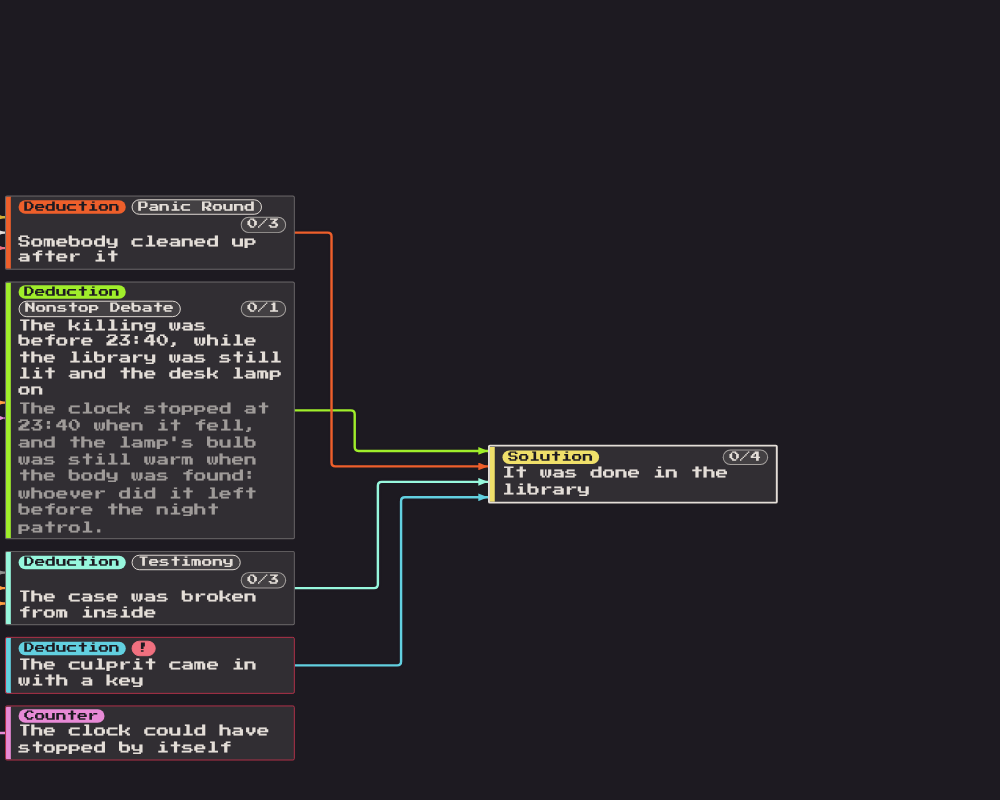 Deduction Panic Round
0/3
Somebody cleaned up
after it
Deduction
Nonstop Debate 0/1
The killing was
before 23:40, while
the library was still
lit and the desk lamp
on
The clock stopped at
23:40 when it fell,
and the lamp's bulb
was still warm when
the body was found:
whoever did it left
before the night
patrol.
Deduction Testimony
0/3
The case was broken
from inside
Deduction !
The culprit came in
with a key
Counter
The clock could have
stopped by itself
Solution 0/4
It was done in the
library